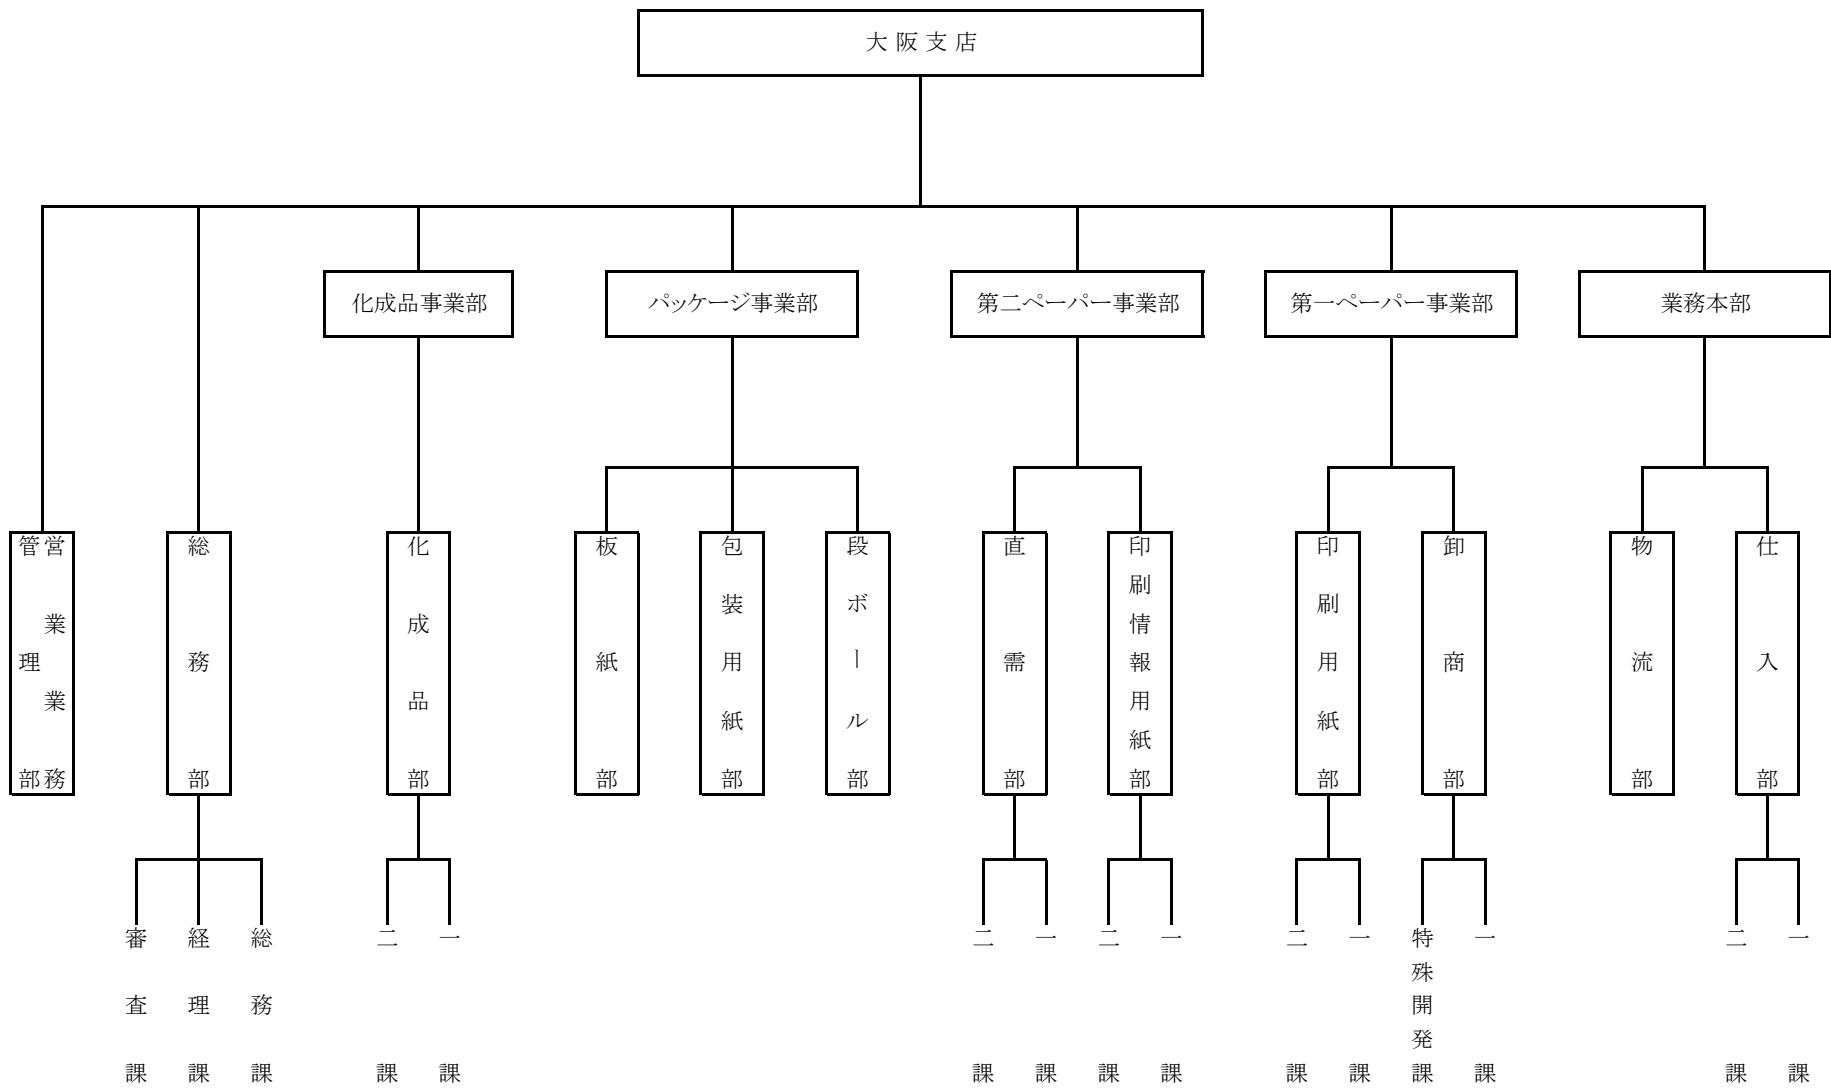 大阪支店
化成品事業部
パッケージ事業部
第二ペーパー事業部
第一ペーパー事業部
業務本部
営業業務
管理部
総務部
化成品部
板紙部
包装用紙部
段ボール部
直需部
印刷情報用紙部
印刷用紙部
卸商部
物流部
仕入部
審査課
経理課
総務課
二課
一課
二課
一課
二課
一課
二課
一課
特殊開発課
一課
二課
一課